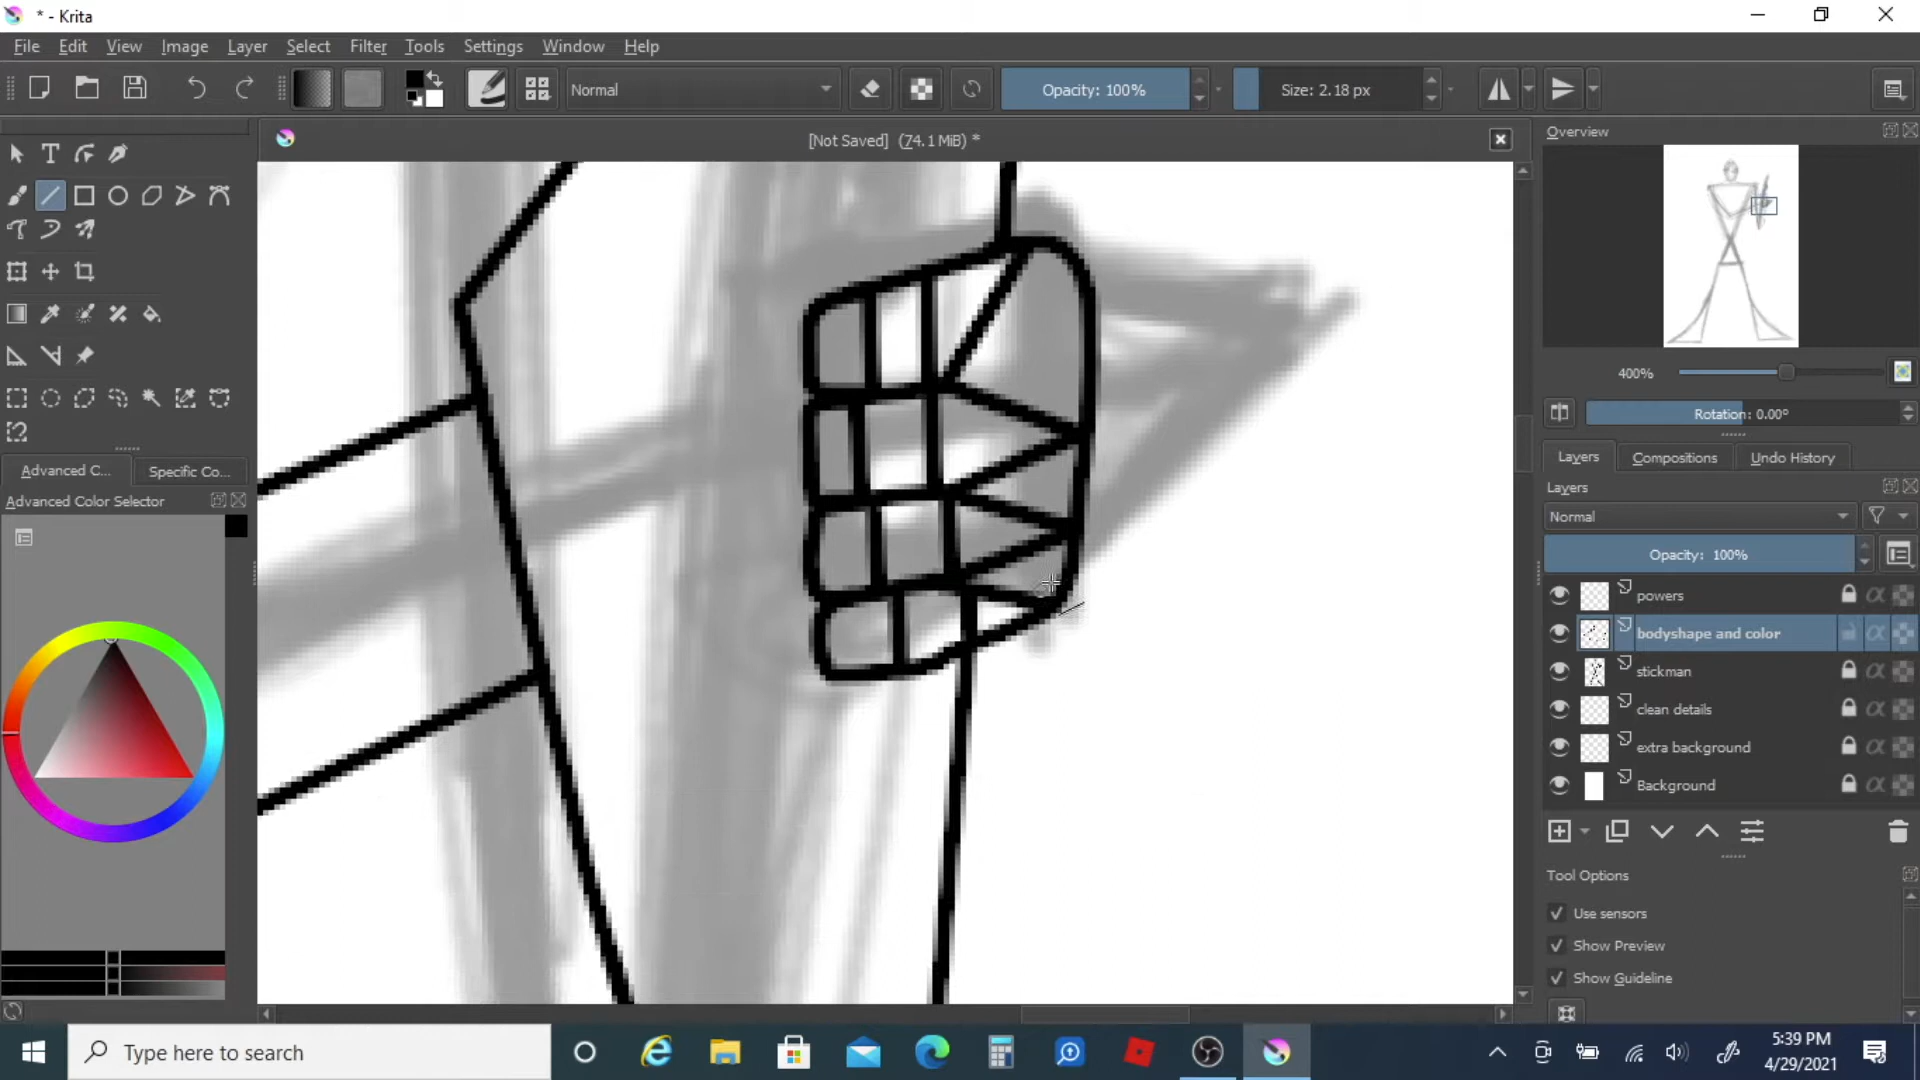 * - Krita
File Edit View Image Layer Select Filter Tools Settings Window Help
Normal
Opacity: 100%
Size: 2.18 px
[Not Saved] (74.1 MiB) *
Overview
400%
Rotation: 0.00°
Advanced C...
Specific Co...
Advanced Color Selector
Layers
Compositions
Undo History
Layers
Normal
Opacity: 100%
powers
bodyshape and color
stickman
clean details
extra background
Background
Tool Options
Use sensors
Show Preview
Show Guideline
Type here to search
5:39 PM
4/29/2021